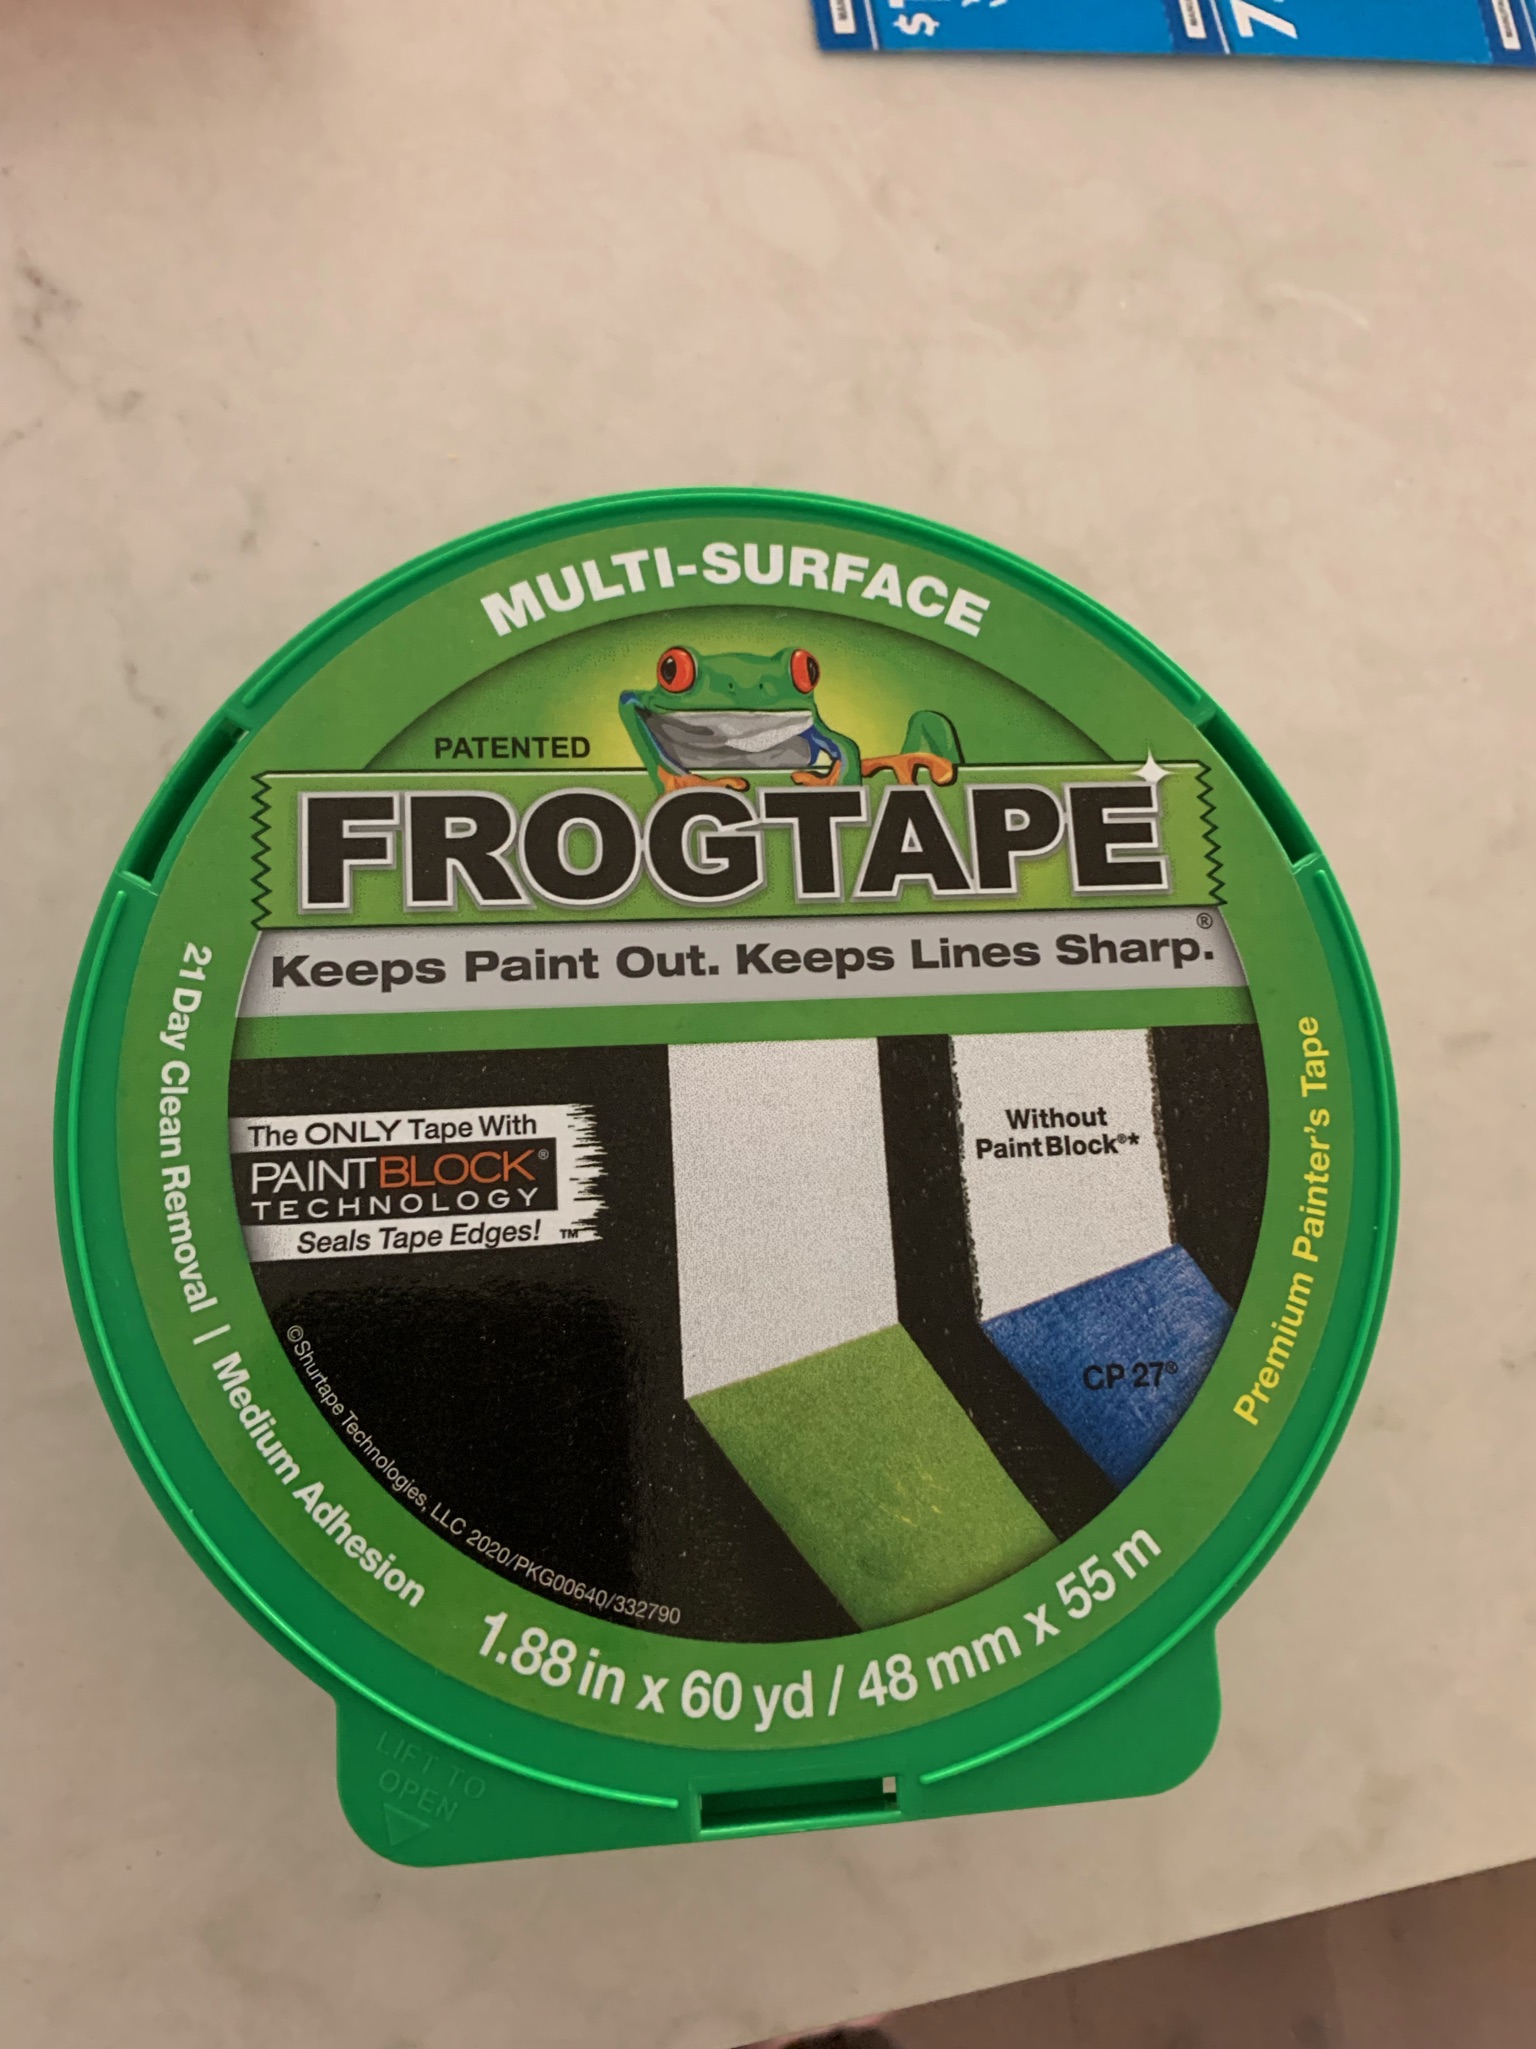 $
7
MULTI-SURFACE
PATENTED
FROGTAPE
®
Keeps Paint Out. Keeps Lines Sharp.
The ONLY Tape With
PAINTBLOCK®
TECHNOLOGY
Seals Tape Edges! ™
Without
PaintBlock®*
CP 27®
©Shurtape Technologies, LLC 2020/PKG00640/332790
21 Day Clean Removal | Medium Adhesion
1.88 in x 60 yd / 48 mm x 55 m
Premium Painter's Tape
LIFT TO
OPEN